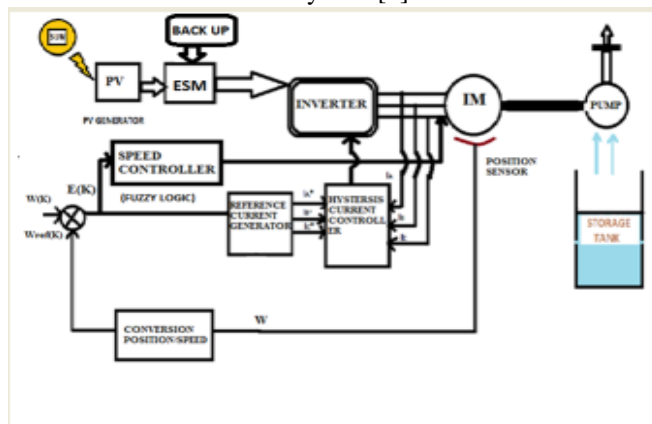 BACK UP
SUN
PV
ESM
INVERTER
IM
PUMP
PV GENERATOR
SPEED
CONTROLLER
(FUZZY LOGIC)
POSITION
SENSOR
E(K)
W(K)
Wref(K)
REFERENCE
CURRENT
GENERATOR
Ia*
HYSTERSIS
CURRENT
CONTROLL
ER
STORAGE
TANK
W
CONVERSION
POSITION/SPEED